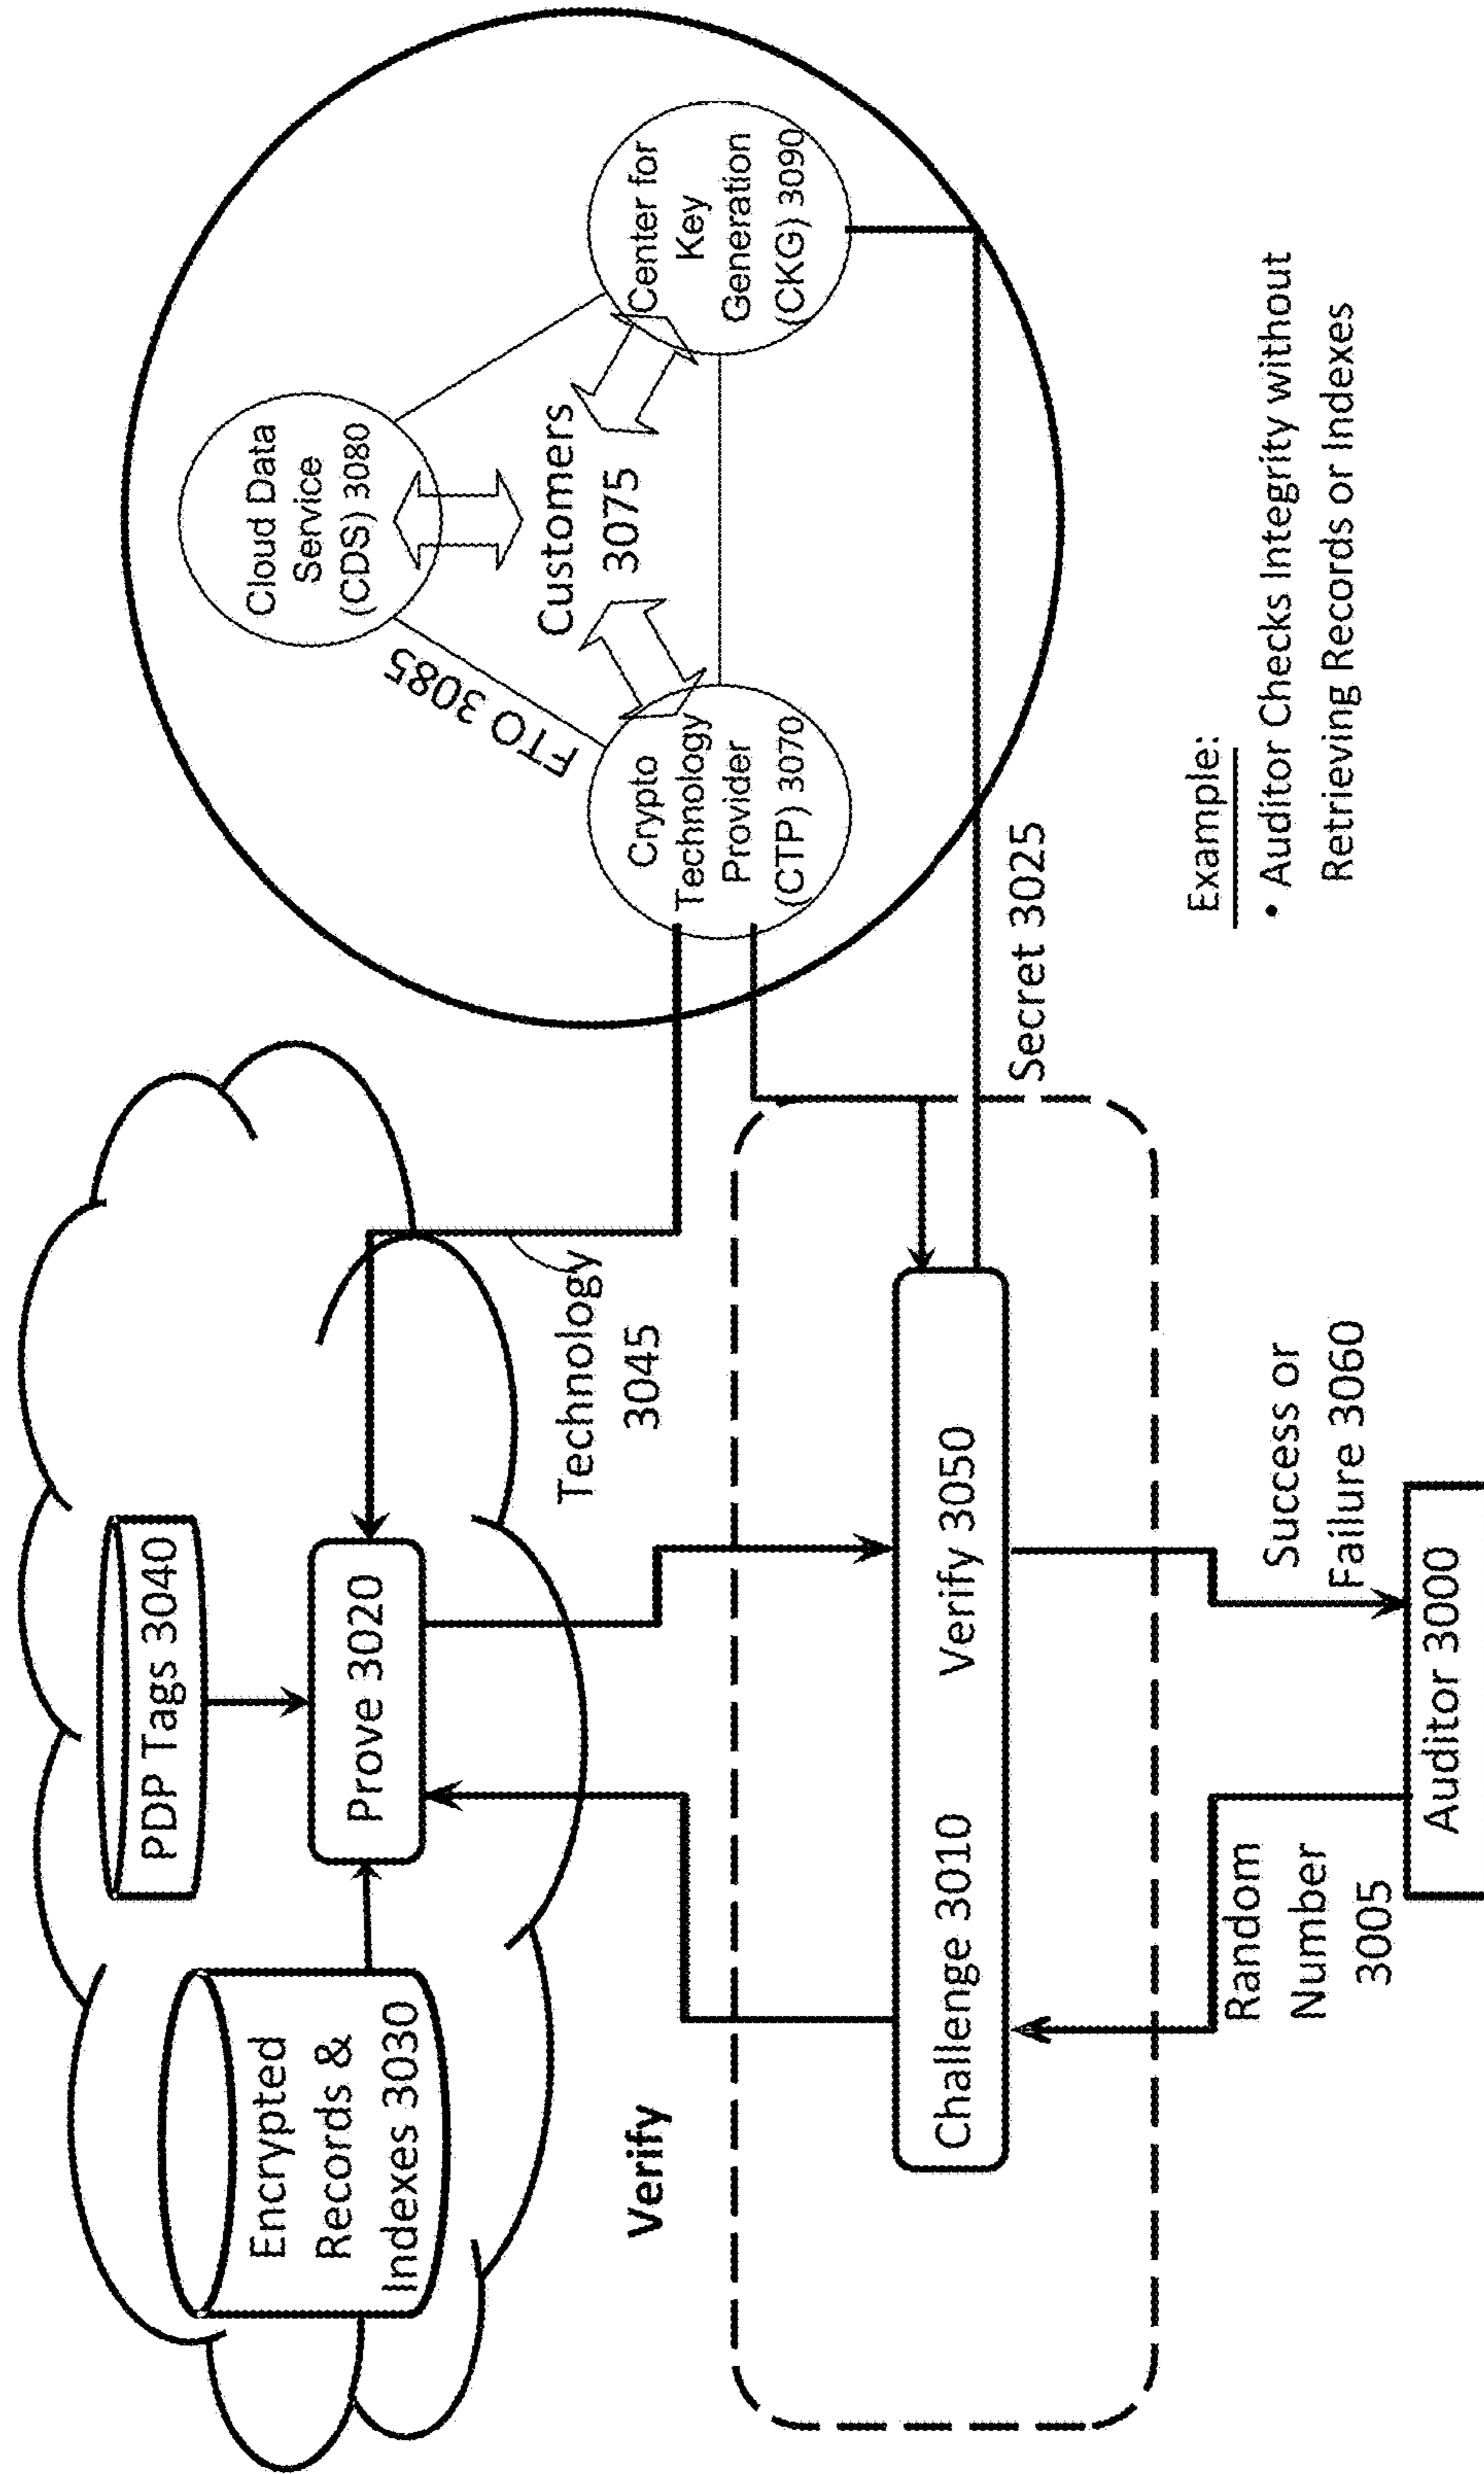 Encrypted
Records &
Indexes 3030
PDP Tags 3040
Prove 3020
Technology
3045
Verify
Challenge 3010
Verify 3050
Random
Number
3005
Success or
Failure 3060
Auditor 3000
Secret 3025
Cloud Data
Service
(CDS) 3080
FTO 3085
Customers
3075
Crypto
Technology
Provider
(CTP) 3070
Center for
Key
Generation
(CKG) 3090
Example:
• Auditor Checks Integrity without
Retrieving Records or Indexes